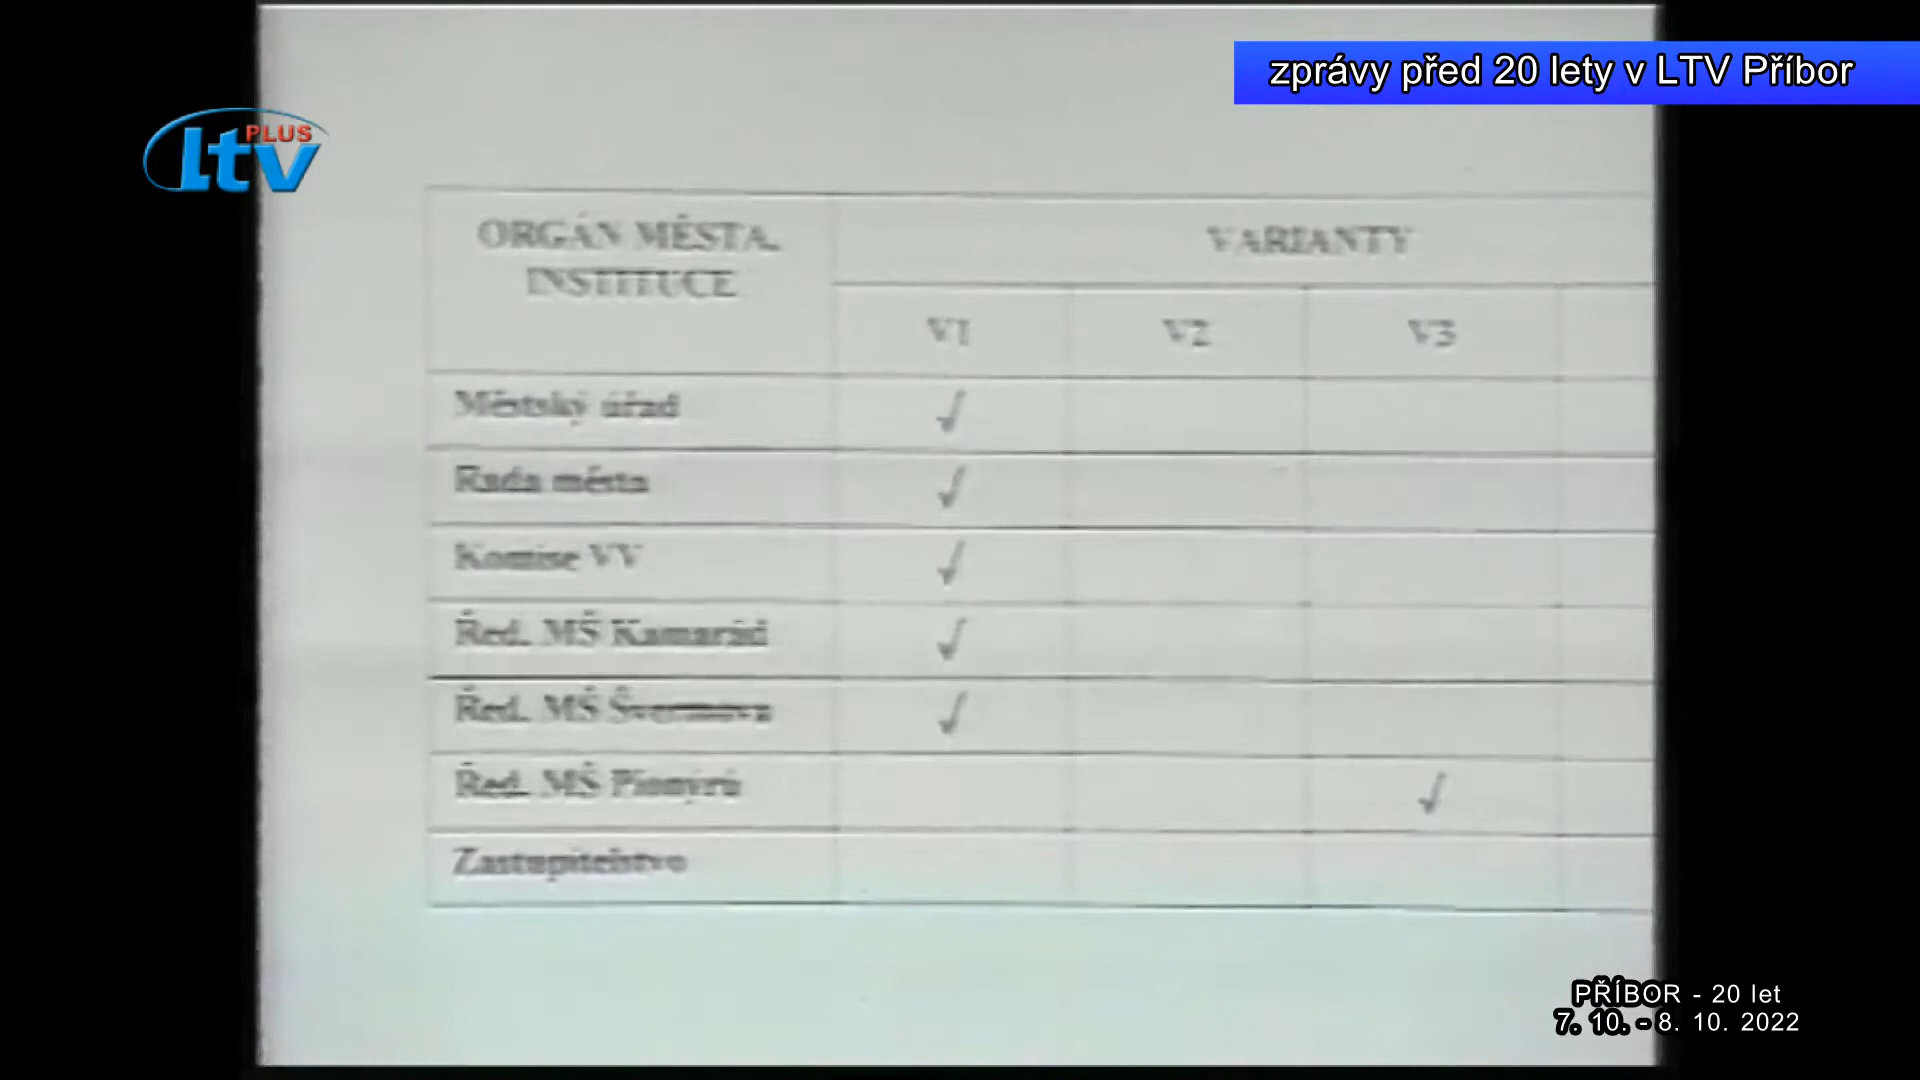 zprávy před 20 lety v LTV Příbor
ltv PLUS
ORGÁN MĚSTA,
INSTITUCE
VARIANTY
V1 V2 V3
Městský úřad ✓
Rada města ✓
Komise VV ✓
Řed. MŠ Kamarád ✓
Řed. MŠ Švermova ✓
Řed. MŠ Pionýrů ✓
Zastupitelstvo
PŘÍBOR - 20 let
7. 10. - 8. 10. 2022